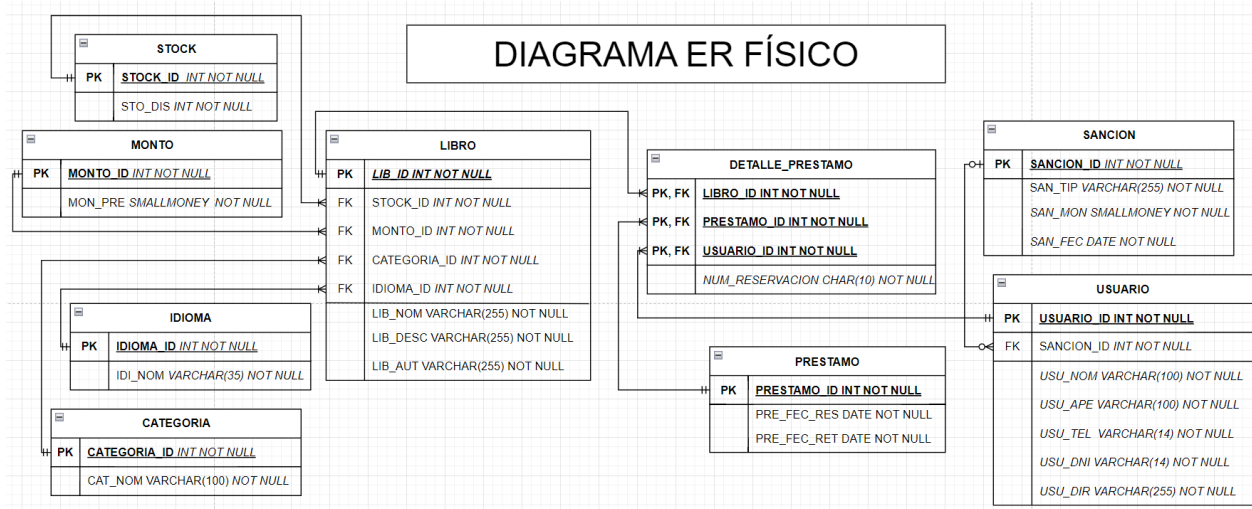 DIAGRAMA ER FÍSICO
STOCK
PK STOCK_ID INT NOT NULL
STO_DIS INT NOT NULL
MONTO
PK MONTO_ID INT NOT NULL
MON_PRE SMALLMONEY NOT NULL
IDIOMA
PK IDIOMA_ID INT NOT NULL
IDI_NOM VARCHAR(35) NOT NULL
CATEGORIA
PK CATEGORIA_ID INT NOT NULL
CAT_NOM VARCHAR(100) NOT NULL
LIBRO
PK LIB_ID INT NOT NULL
FK STOCK_ID INT NOT NULL
FK MONTO_ID INT NOT NULL
FK CATEGORIA_ID INT NOT NULL
FK IDIOMA_ID INT NOT NULL
LIB_NOM VARCHAR(255) NOT NULL
LIB_DESC VARCHAR(255) NOT NULL
LIB_AUT VARCHAR(255) NOT NULL
DETALLE_PRESTAMO
PK, FK LIBRO_ID INT NOT NULL
PK, FK PRESTAMO_ID INT NOT NULL
PK, FK USUARIO_ID INT NOT NULL
NUM_RESERVACION CHAR(10) NOT NULL
PRESTAMO
PK PRESTAMO_ID INT NOT NULL
PRE_FEC_RES DATE NOT NULL
PRE_FEC_RET DATE NOT NULL
SANCION
PK SANCION_ID INT NOT NULL
SAN_TIP VARCHAR(255) NOT NULL
SAN_MON SMALLMONEY NOT NULL
SAN_FEC DATE NOT NULL
USUARIO
PK USUARIO_ID INT NOT NULL
FK SANCION_ID INT NOT NULL
USU_NOM VARCHAR(100) NOT NULL
USU_APE VARCHAR(100) NOT NULL
USU_TEL VARCHAR(14) NOT NULL
USU_DNI VARCHAR(14) NOT NULL
USU_DIR VARCHAR(255) NOT NULL